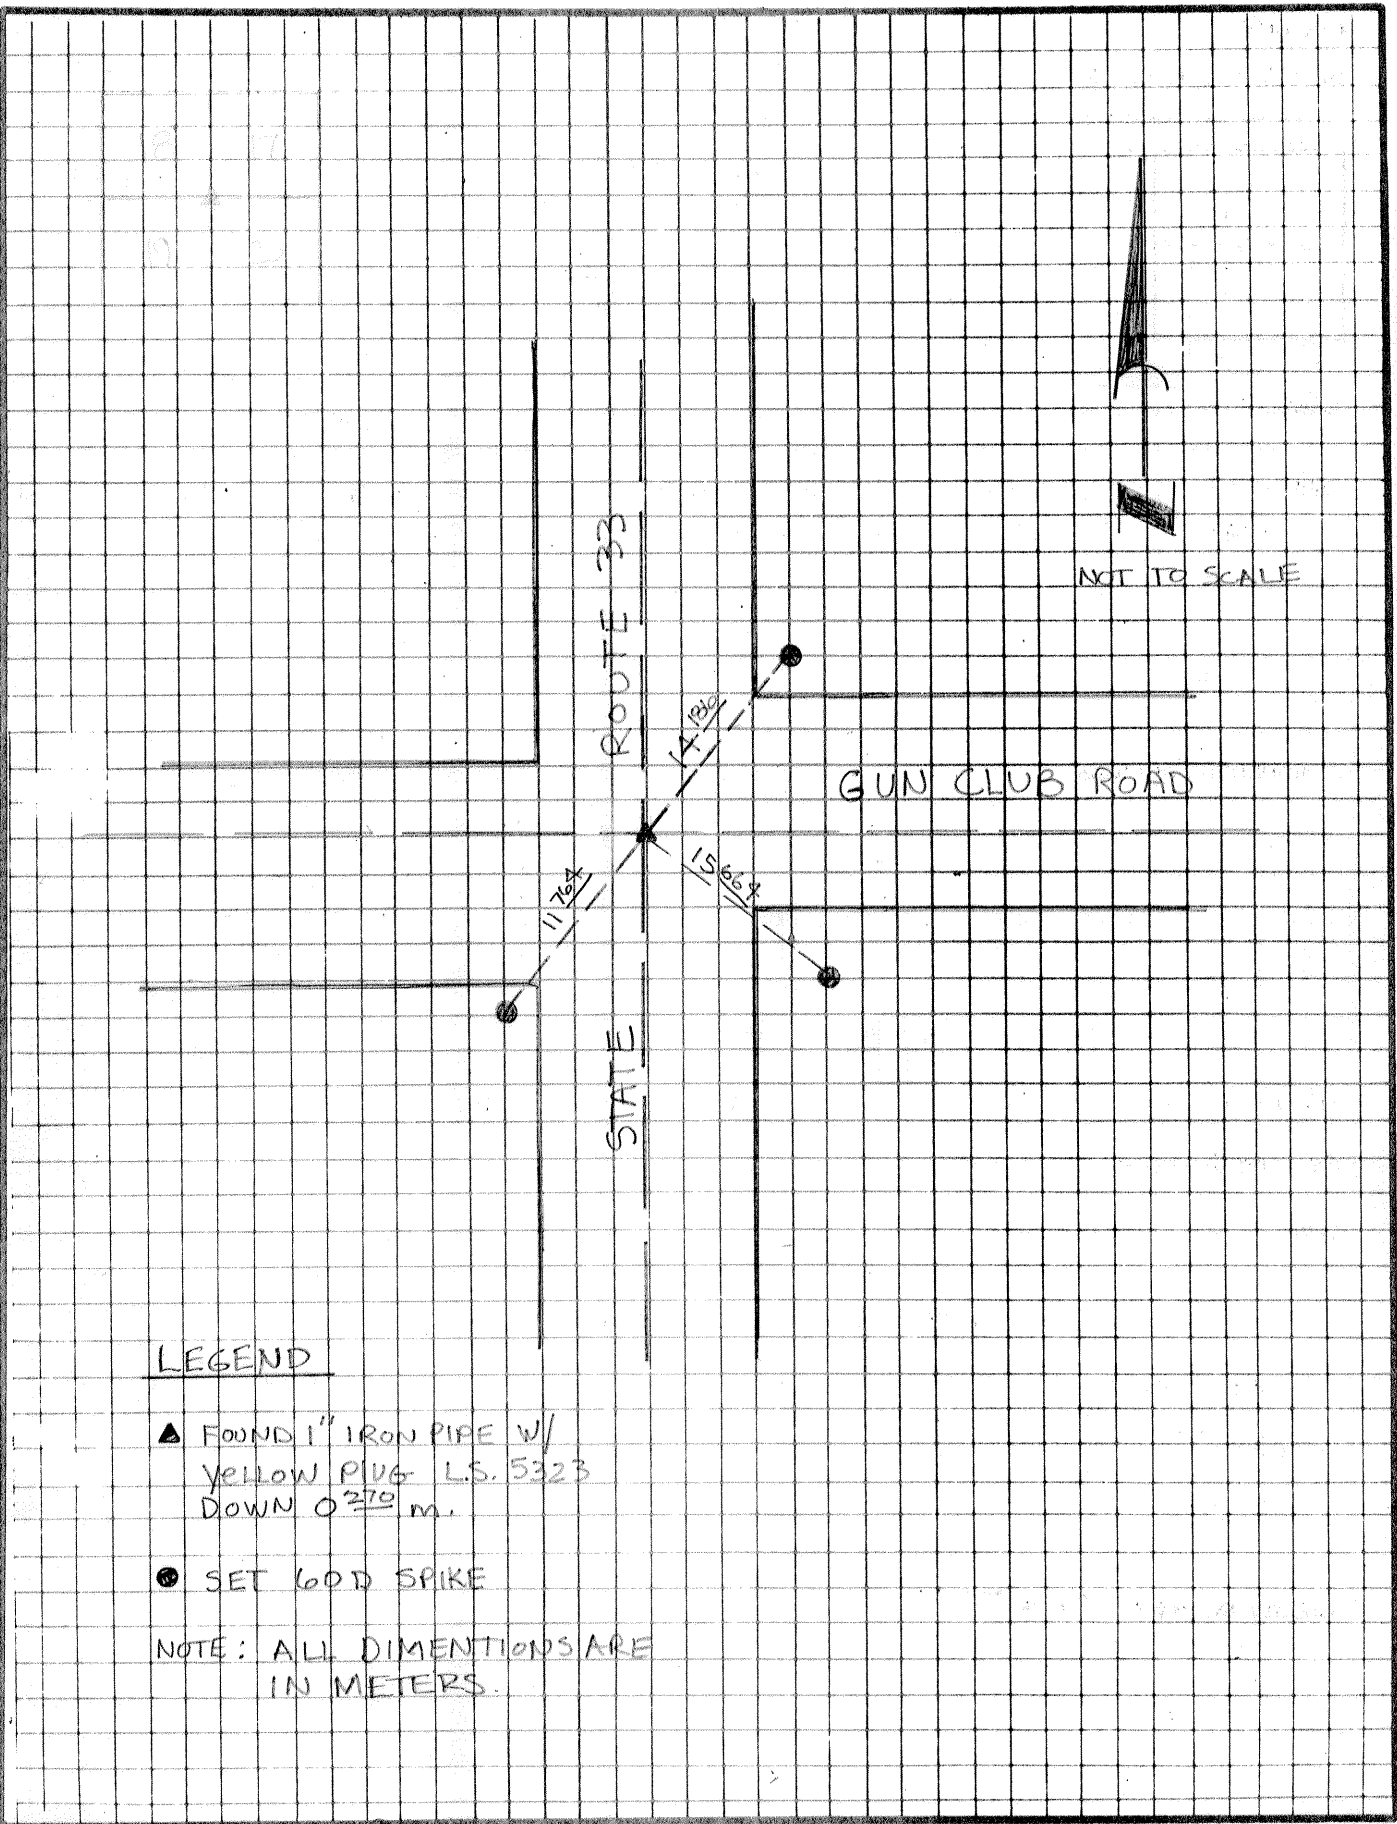 NOT TO SCALE
STATE ROUTE 33
14 180
GUN CLUB ROAD
15 664
11 764
LEGEND
FOUND 1" IRON PIPE W/
YELLOW PLUG L.S. 5323
DOWN 0 270 m.
SET 60D SPIKE
NOTE: ALL DIMENTIONS ARE
IN METERS.